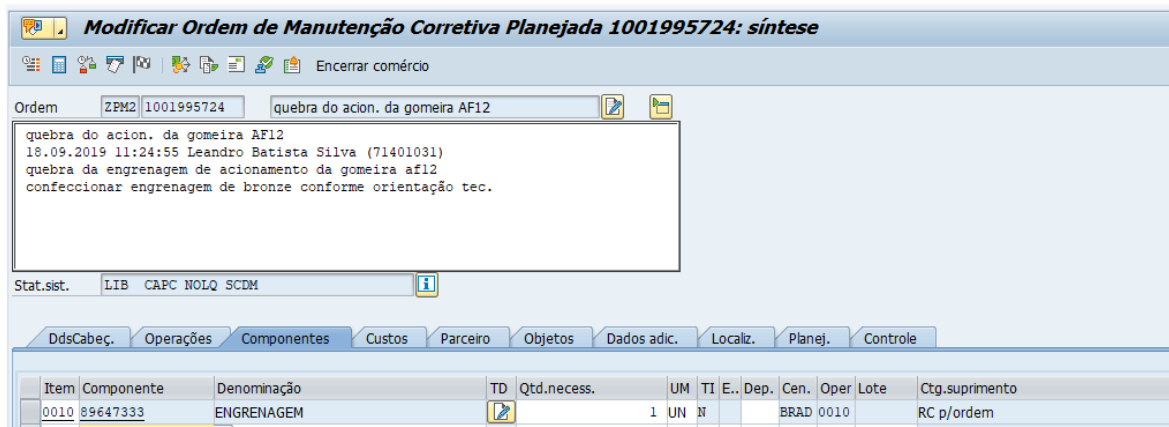 Modificar Ordem de Manutenção Corretiva Planejada 1001995724: síntese
Encerrar comércio
Ordem ZPM2 1001995724 quebra do acion. da gomeira AF12
quebra do acion. da gomeira AF12
18.09.2019 11:24:55 Leandro Batista Silva (71401031)
quebra da engrenagem de acionamento da gomeira af12
confeccionar engrenagem de bronze conforme orientação tec.
Stat.sist. LIB CAPC NOLQ SCDM
DdsCabeç. Operações Componentes Custos Parceiro Objetos Dados adic. Localiz. Planej. Controle
Item Componente Denominação TD Qtd.necess. UM TI E.. Dep. Cen. Oper Lote Ctg.suprimento
0010 89647333 ENGRENAGEM 1 UN N BRAD 0010 RC p/ordem